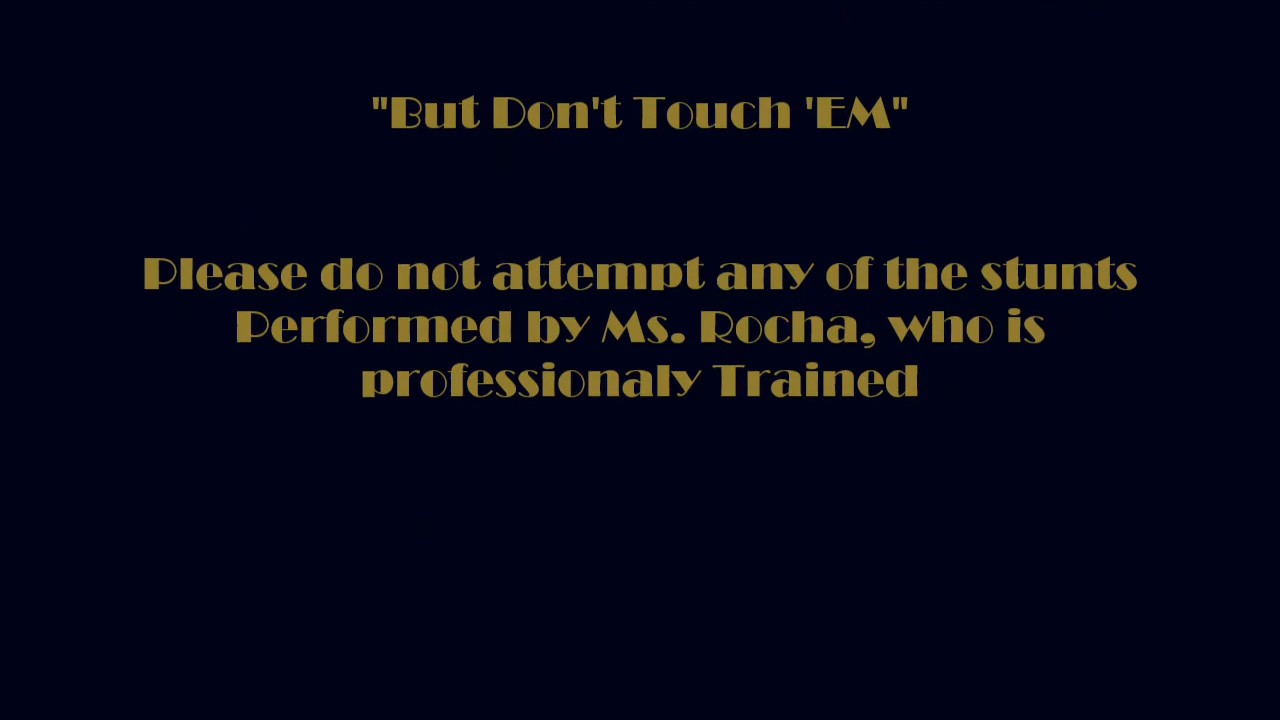 "But Don't Touch 'EM"
Please do not attempt any of the stunts
Performed by Ms. Rocha, who is
professionaly Trained